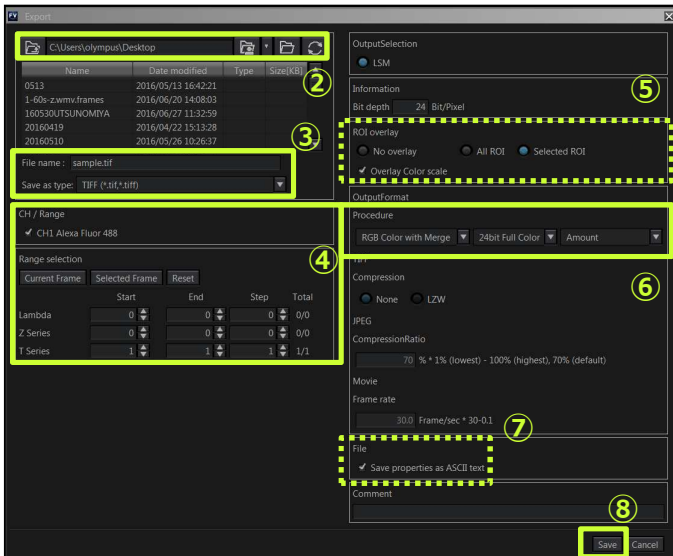 FV Export
C:\Users\olympus\Desktop
②
Name Date modified Type Size[KB]
0513 2016/05/13 16:42:21
1-60s-z.wmv.frames 2016/06/20 14:08:03
160530UTSUNOMIYA 2016/06/27 11:32:59
20160419 2016/04/22 15:13:28
20160510 2016/05/26 10:26:37
③
File name : sample.tif
Save as type: TIFF (*.tif,*.tiff)
CH / Range
CH1 Alexa Fluor 488
④
Range selection
Current Frame Selected Frame Reset
Start End Step Total
Lambda 0 0 0 0/0
Z Series 0 0 0 0/0
T Series 1 1 1 1/1
OutputSelection
LSM
Information
⑤
Bit depth 24 Bit/Pixel
ROI overlay
No overlay All ROI Selected ROI
Overlay Color scale
OutputFormat
Procedure
RGB Color with Merge 24bit Full Color Amount
⑥
TIFF
Compression
None LZW
JPEG
CompressionRatio
70 % * 1% (lowest) - 100% (highest), 70% (default)
Movie
Frame rate
30.0 Frame/sec * 30-0.1
⑦
File
Save properties as ASCII text
Comment
⑧
Save Cancel